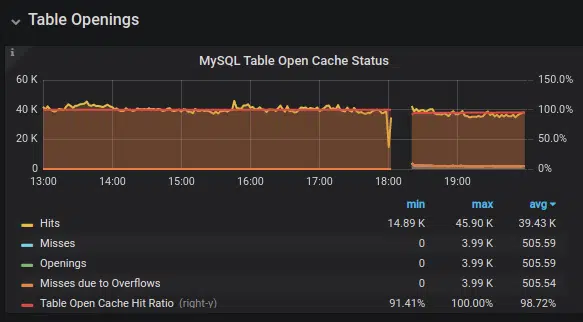 Table Openings
i
MySQL Table Open Cache Status
60 K 150.0%
40 K 100.0%
20 K 50.0%
0 0%
13:00 14:00 15:00 16:00 17:00 18:00 19:00
min max avg
Hits 14.89 K 45.90 K 39.43 K
Misses 0 3.99 K 505.59
Openings 0 3.99 K 505.59
Misses due to Overflows 0 3.99 K 505.54
Table Open Cache Hit Ratio (right-y) 91.41% 100.00% 98.72%